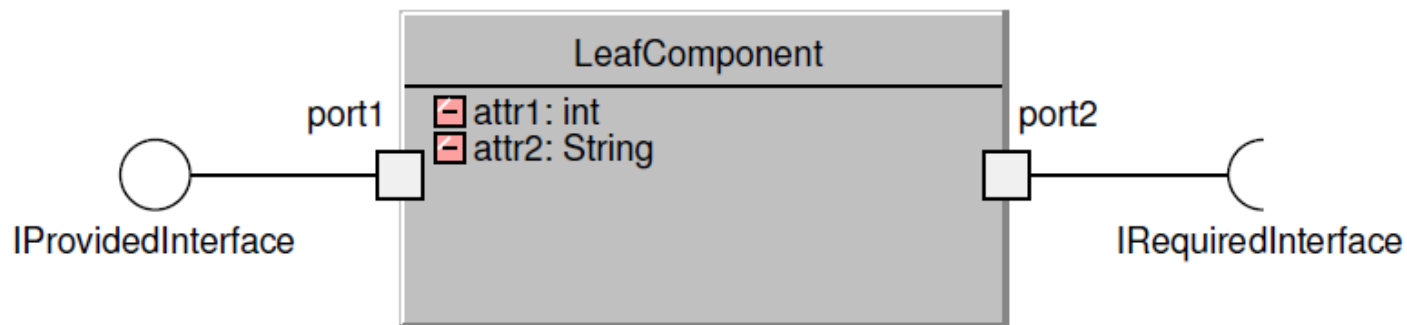 LeafComponent
port1
attr1: int
port2
attr2: String
IProvidedInterface
IRequiredInterface